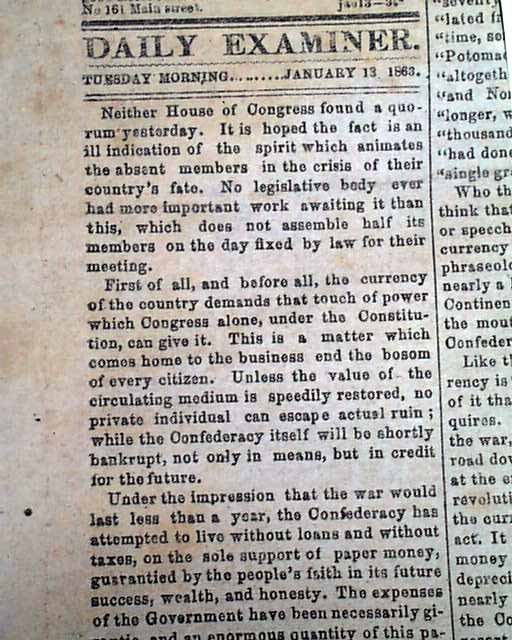 No 161 Main street.
DAILY EXAMINER.
TUESDAY MORNING.........JANUARY 13, 1863.
Neither House of Congress found a quo-
rum yesterday. It is hoped the fact is an
ill indication of the spirit which animates
the absent members in the crisis of their
country's fate. No legislative body ever
had more important work awaiting it than
this, which does not assemble half its
members on the day fixed by law for their
meeting.
First of all, and before all, the currency
of the country demands that touch of power
which Congress alone, under the Constitu-
tion, can give it. This is a matter which
comes home to the business end the bosom
of every citizen. Unless the value of the
circulating medium is speedily restored, no
private individual can escape actual ruin;
while the Confederacy itself will be shortly
bankrupt, not only in means, but in credit
for the future.
Under the impression that the war would
last less than a year, the Confederacy has
attempted to live without loans and without
taxes, on the sole support of paper money,
guarantied by the people's faith in its future
success, wealth, and honesty. The expenses
of the Government have been necessarily gi-
and an enormous quantity of this pa-
"lated
"time,
"Potomac
"altogeth
"and
"longer,
"thousand
"had done
"single
Who
think that
or speech
currency
nearly a
Continen
the
Confeder
Like
rency is
of it
quires.
the war,
road
at the
revoluti
the
act. It
money
depreci
nearly
the